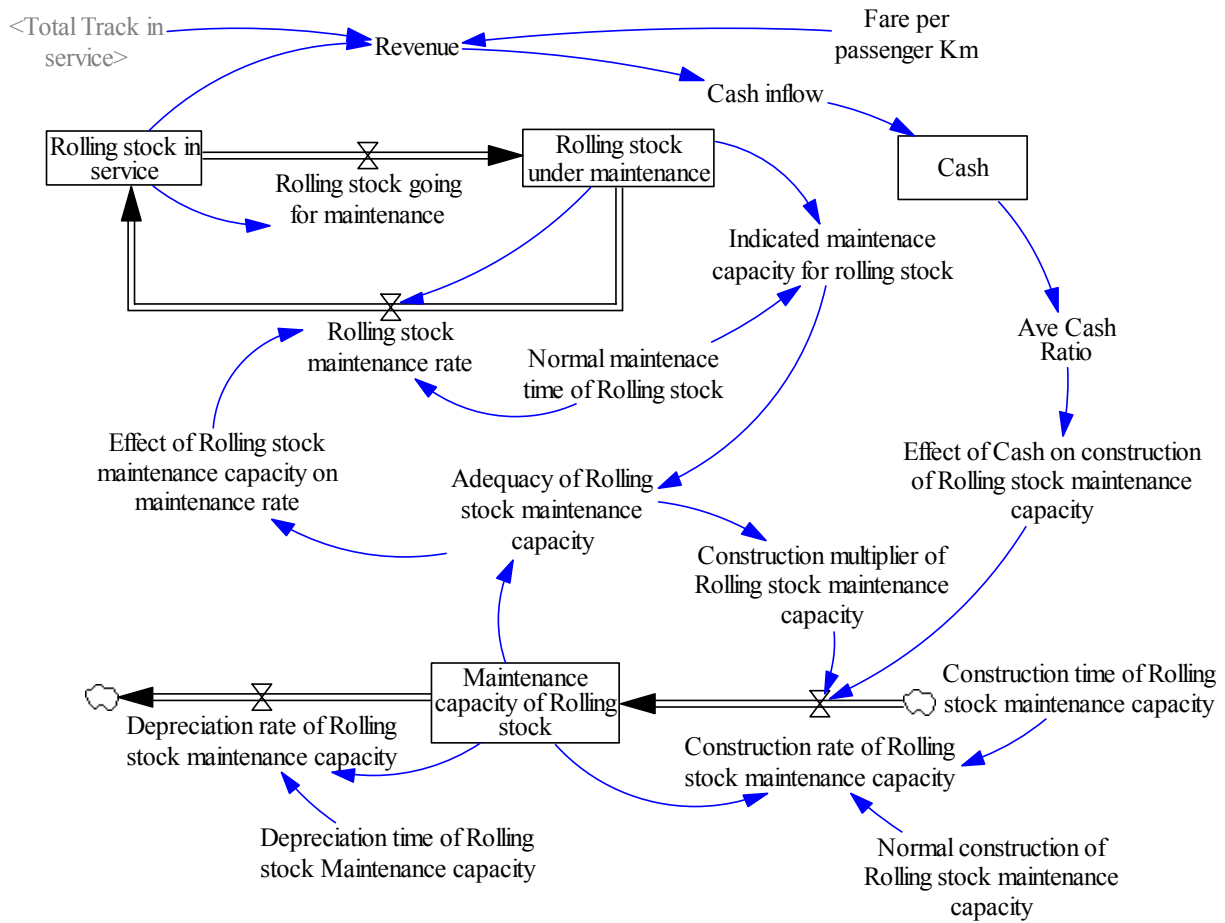 <Total Track in
service>
Revenue
Fare per
passenger Km
Cash inflow
Rolling stock in
service
Rolling stock
under maintenance
Cash
Rolling stock going
for maintenance
Indicated maintenace
capacity for rolling stock
Rolling stock
maintenance rate
Normal maintenace
time of Rolling stock
Ave Cash
Ratio
Effect of Rolling stock
maintenance capacity on
maintenance rate
Adequacy of Rolling
stock maintenance
capacity
Effect of Cash on construction
of Rolling stock maintenance
capacity
Construction multiplier of
Rolling stock maintenance
capacity
Maintenance
capacity of Rolling
stock
Construction time of Rolling
stock maintenance capacity
Depreciation rate of Rolling
stock maintenance capacity
Construction rate of Rolling
stock maintenance capacity
Depreciation time of Rolling
stock Maintenance capacity
Normal construction of
Rolling stock maintenance
capacity